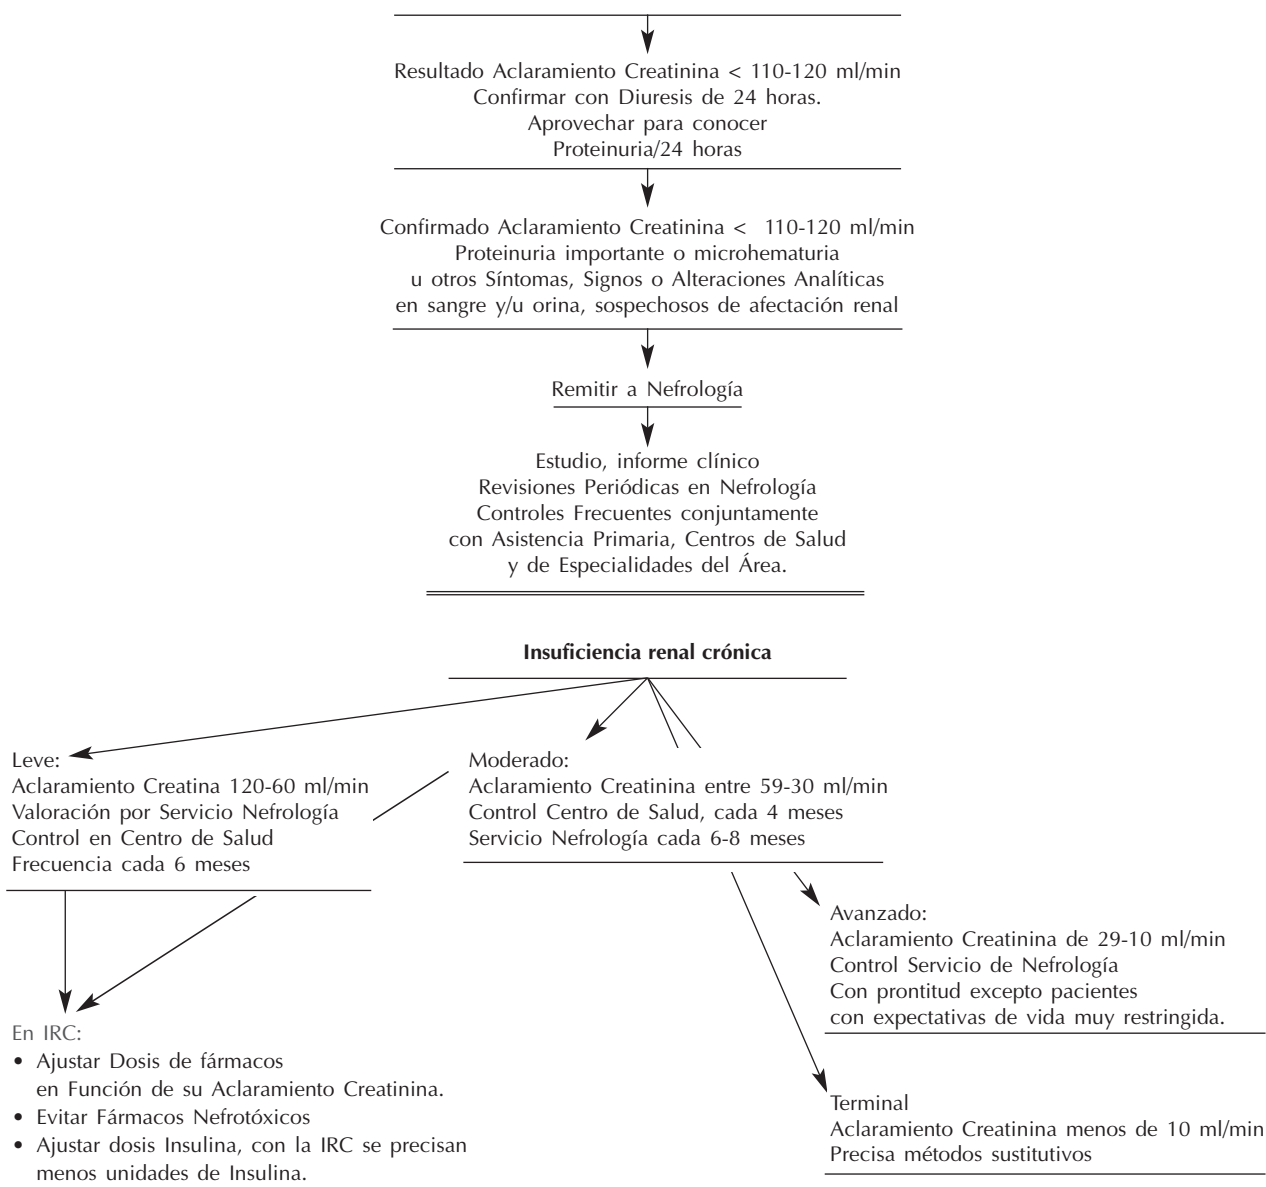 Resultado Aclaramiento Creatinina < 110-120 ml/min
Confirmar con Diuresis de 24 horas.
Aprovechar para conocer
Proteinuria/24 horas
Confirmado Aclaramiento Creatinina < 110-120 ml/min
Proteinuria importante o microhematuria
u otros Síntomas, Signos o Alteraciones Analíticas
en sangre y/u orina, sospechosos de afectación renal
Remitir a Nefrología
Estudio, informe clínico
Revisiones Periódicas en Nefrología
Controles Frecuentes conjuntamente
con Asistencia Primaria, Centros de Salud
y de Especialidades del Área.
Insuficiencia renal crónica
Leve:
Aclaramiento Creatina 120-60 ml/min
Valoración por Servicio Nefrología
Control en Centro de Salud
Frecuencia cada 6 meses
Moderado:
Aclaramiento Creatinina entre 59-30 ml/min
Control Centro de Salud, cada 4 meses
Servicio Nefrología cada 6-8 meses
Avanzado:
Aclaramiento Creatinina de 29-10 ml/min
Control Servicio de Nefrología
Con prontitud excepto pacientes
con expectativas de vida muy restringida.
En IRC:
• Ajustar Dosis de fármacos
en Función de su Aclaramiento Creatinina.
• Evitar Fármacos Nefrotóxicos
• Ajustar dosis Insulina, con la IRC se precisan
menos unidades de Insulina.
Terminal
Aclaramiento Creatinina menos de 10 ml/min
Precisa métodos sustitutivos